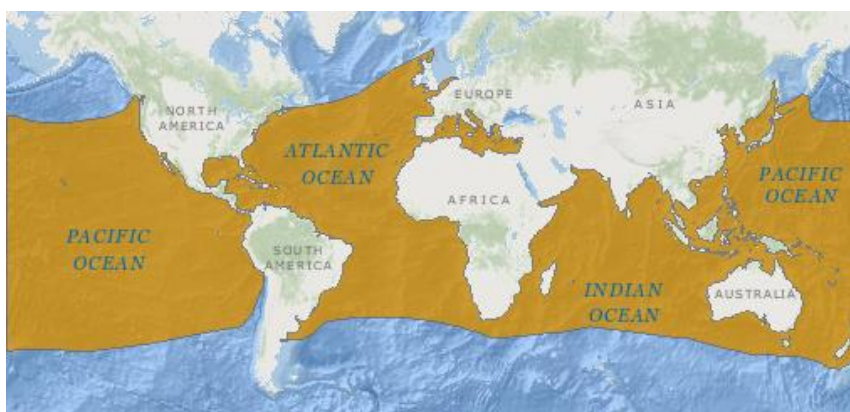 NORTH
AMERICA
EUROPE
ASIA
ATLANTIC
OCEAN
PACIFIC
OCEAN
AFRICA
PACIFIC
OCEAN
SOUTH
AMERICA
INDIAN
OCEAN
AUSTRALIA